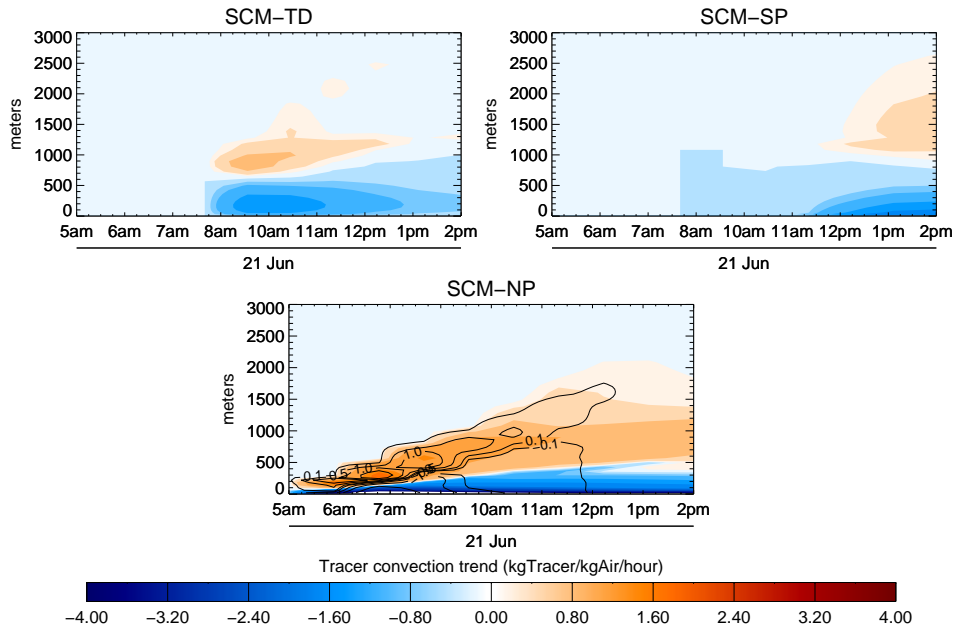 SCM−TD
SCM−SP
3000
2500
2000
1500
1000
500
0
meters
5am 6am 7am 8am 10am 11am 12pm 1pm 2pm
21 Jun
3000
2500
2000
1500
1000
500
0
meters
5am 6am 7am 8am 10am 11am 12pm 1pm 2pm
21 Jun
SCM−NP
3000
2500
2000
1500
1000
500
0
meters
0.1 0.5 1.0
1.0
0.1
−0.1
5am 6am 7am 8am 10am 11am 12pm 1pm 2pm
21 Jun
Tracer convection trend (kgTracer/kgAir/hour)
−4.00 −3.20 −2.40 −1.60 −0.80 0.00 0.80 1.60 2.40 3.20 4.00